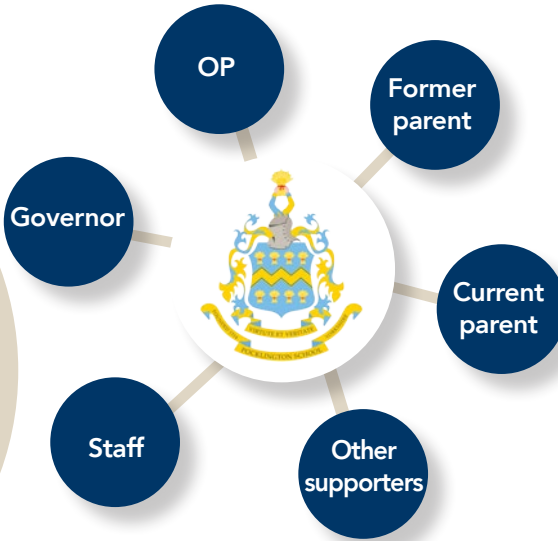 OP
Former
parent
Governor
Current
parent
VIRTUTE ET VERITATE
POCKLINGTON SCHOOL
Staff
Other
supporters